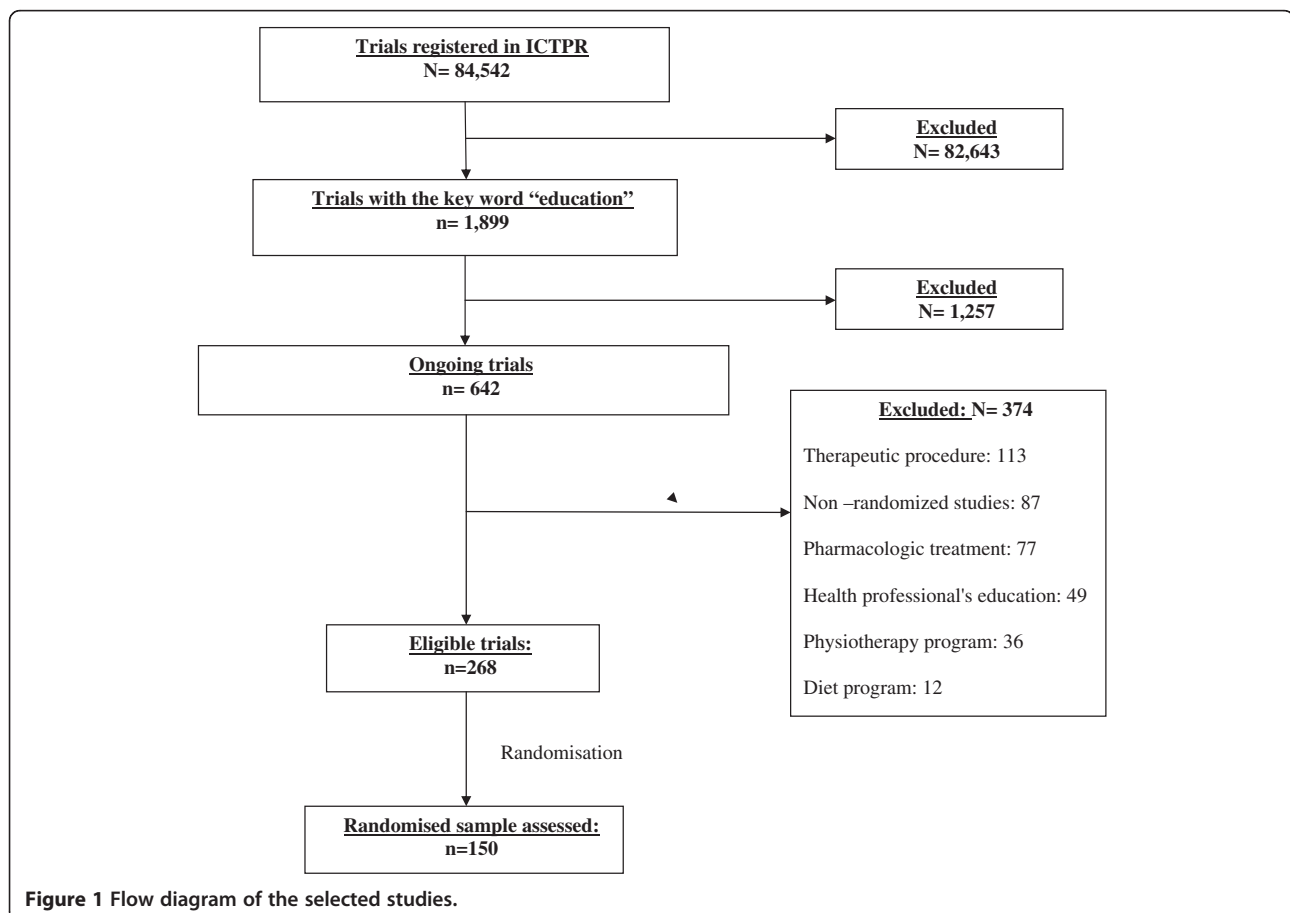 Trials registered in ICTPR
N= 84,542
Excluded
N= 82,643
Trials with the key word “education”
n= 1,899
Excluded
N= 1,257
Ongoing trials
n= 642
Excluded: N= 374
Therapeutic procedure: 113
Non –randomized studies: 87
Pharmacologic treatment: 77
Health professional's education: 49
Physiotherapy program: 36
Diet program: 12
Eligible trials:
n=268
Randomisation
Randomised sample assessed:
n=150
Figure 1 Flow diagram of the selected studies.